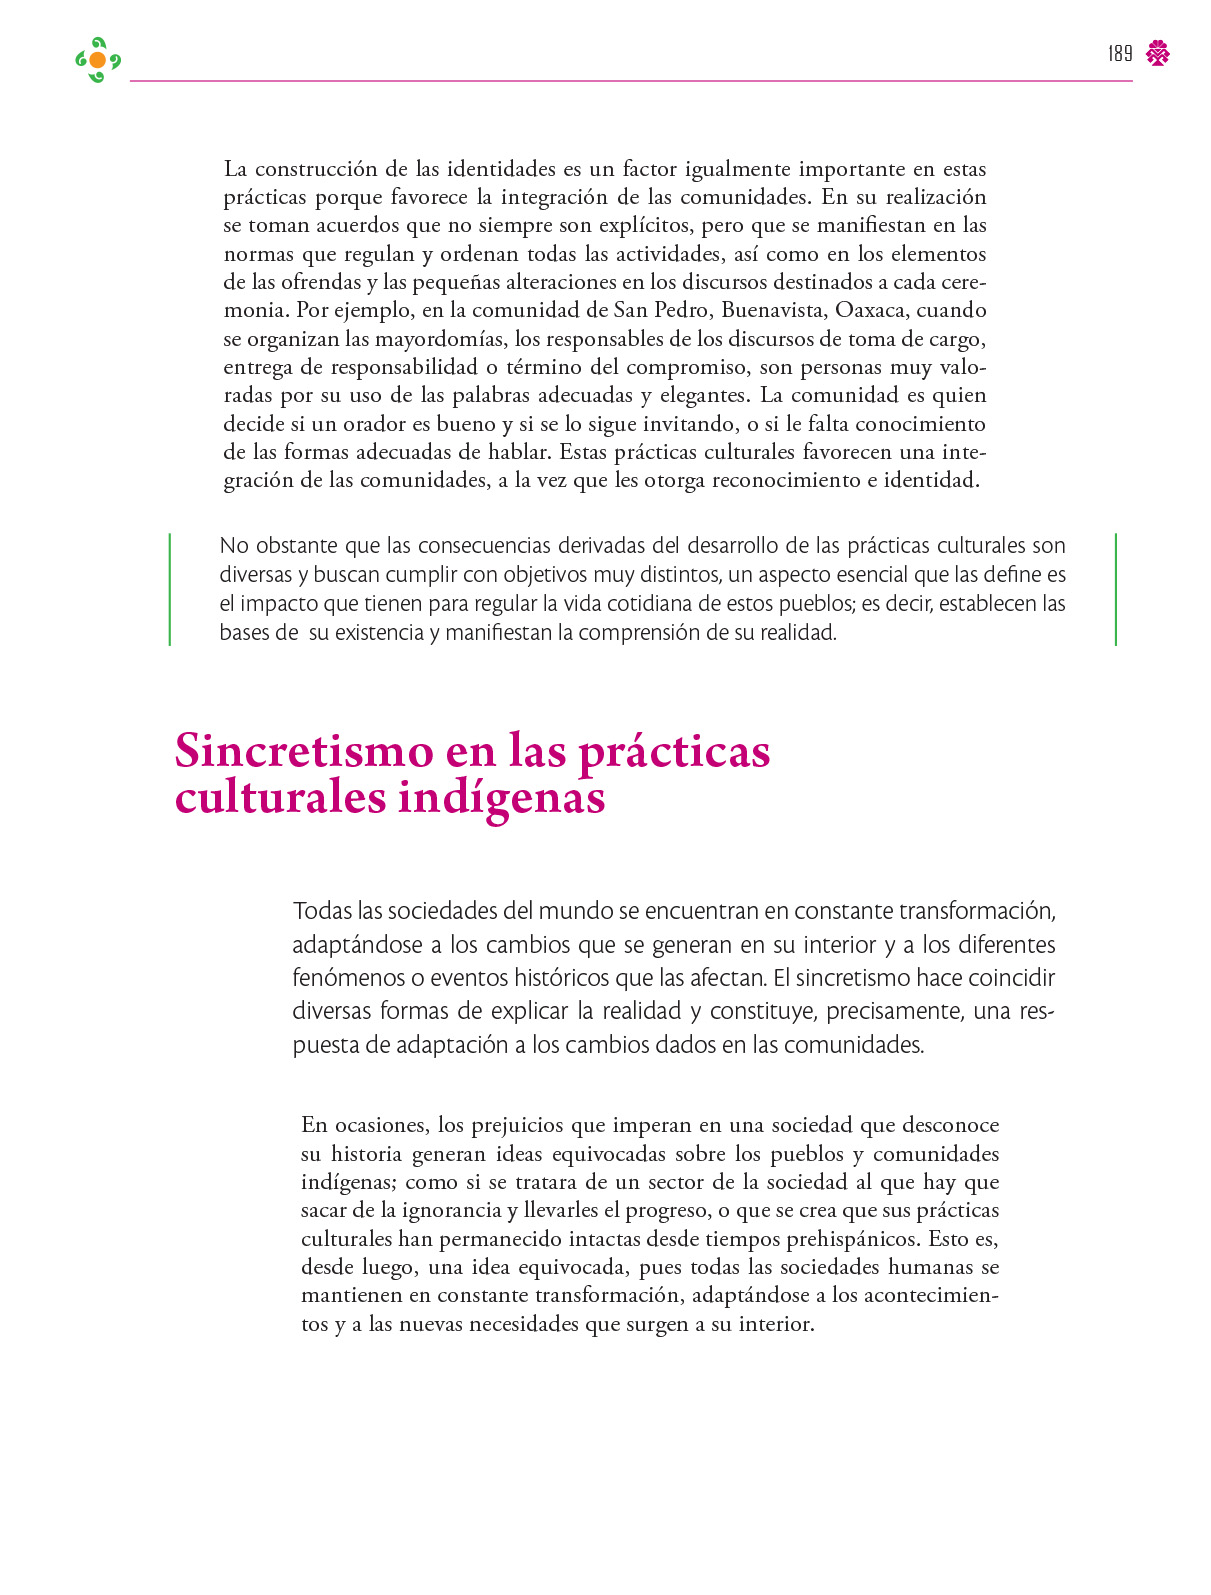 189
La construcción de las identidades es un factor igualmente importante en estas
prácticas porque favorece la integración de las comunidades. En su realización
se toman acuerdos que no siempre son explícitos, pero que se manifiestan en las
normas que regulan y ordenan todas las actividades, así como en los elementos
de las ofrendas y las pequeñas alteraciones en los discursos destinados a cada cere-
monia. Por ejemplo, en la comunidad de San Pedro, Buenavista, Oaxaca, cuando
se organizan las mayordomías, los responsables de los discursos de toma de cargo,
entrega de responsabilidad o término del compromiso, son personas muy valo-
radas por su uso de las palabras adecuadas y elegantes. La comunidad es quien
decide si un orador es bueno y si se lo sigue invitando, o si le falta conocimiento
de las formas adecuadas de hablar. Estas prácticas culturales favorecen una inte-
gración de las comunidades, a la vez que les otorga reconocimiento e identidad.
No obstante que las consecuencias derivadas del desarrollo de las prácticas culturales son
diversas y buscan cumplir con objetivos muy distintos, un aspecto esencial que las define es
el impacto que tienen para regular la vida cotidiana de estos pueblos; es decir, establecen las
bases de  su existencia y manifiestan la comprensión de su realidad.
Sincretismo en las prácticas
culturales indígenas
Todas las sociedades del mundo se encuentran en constante transformación,
adaptándose a los cambios que se generan en su interior y a los diferentes
fenómenos o eventos históricos que las afectan. El sincretismo hace coincidir
diversas formas de explicar la realidad y constituye, precisamente, una res-
puesta de adaptación a los cambios dados en las comunidades.
En ocasiones, los prejuicios que imperan en una sociedad que desconoce
su historia generan ideas equivocadas sobre los pueblos y comunidades
indígenas; como si se tratara de un sector de la sociedad al que hay que
sacar de la ignorancia y llevarles el progreso, o que se crea que sus prácticas
culturales han permanecido intactas desde tiempos prehispánicos. Esto es,
desde luego, una idea equivocada, pues todas las sociedades humanas se
mantienen en constante transformación, adaptándose a los acontecimien-
tos y a las nuevas necesidades que surgen a su interior.